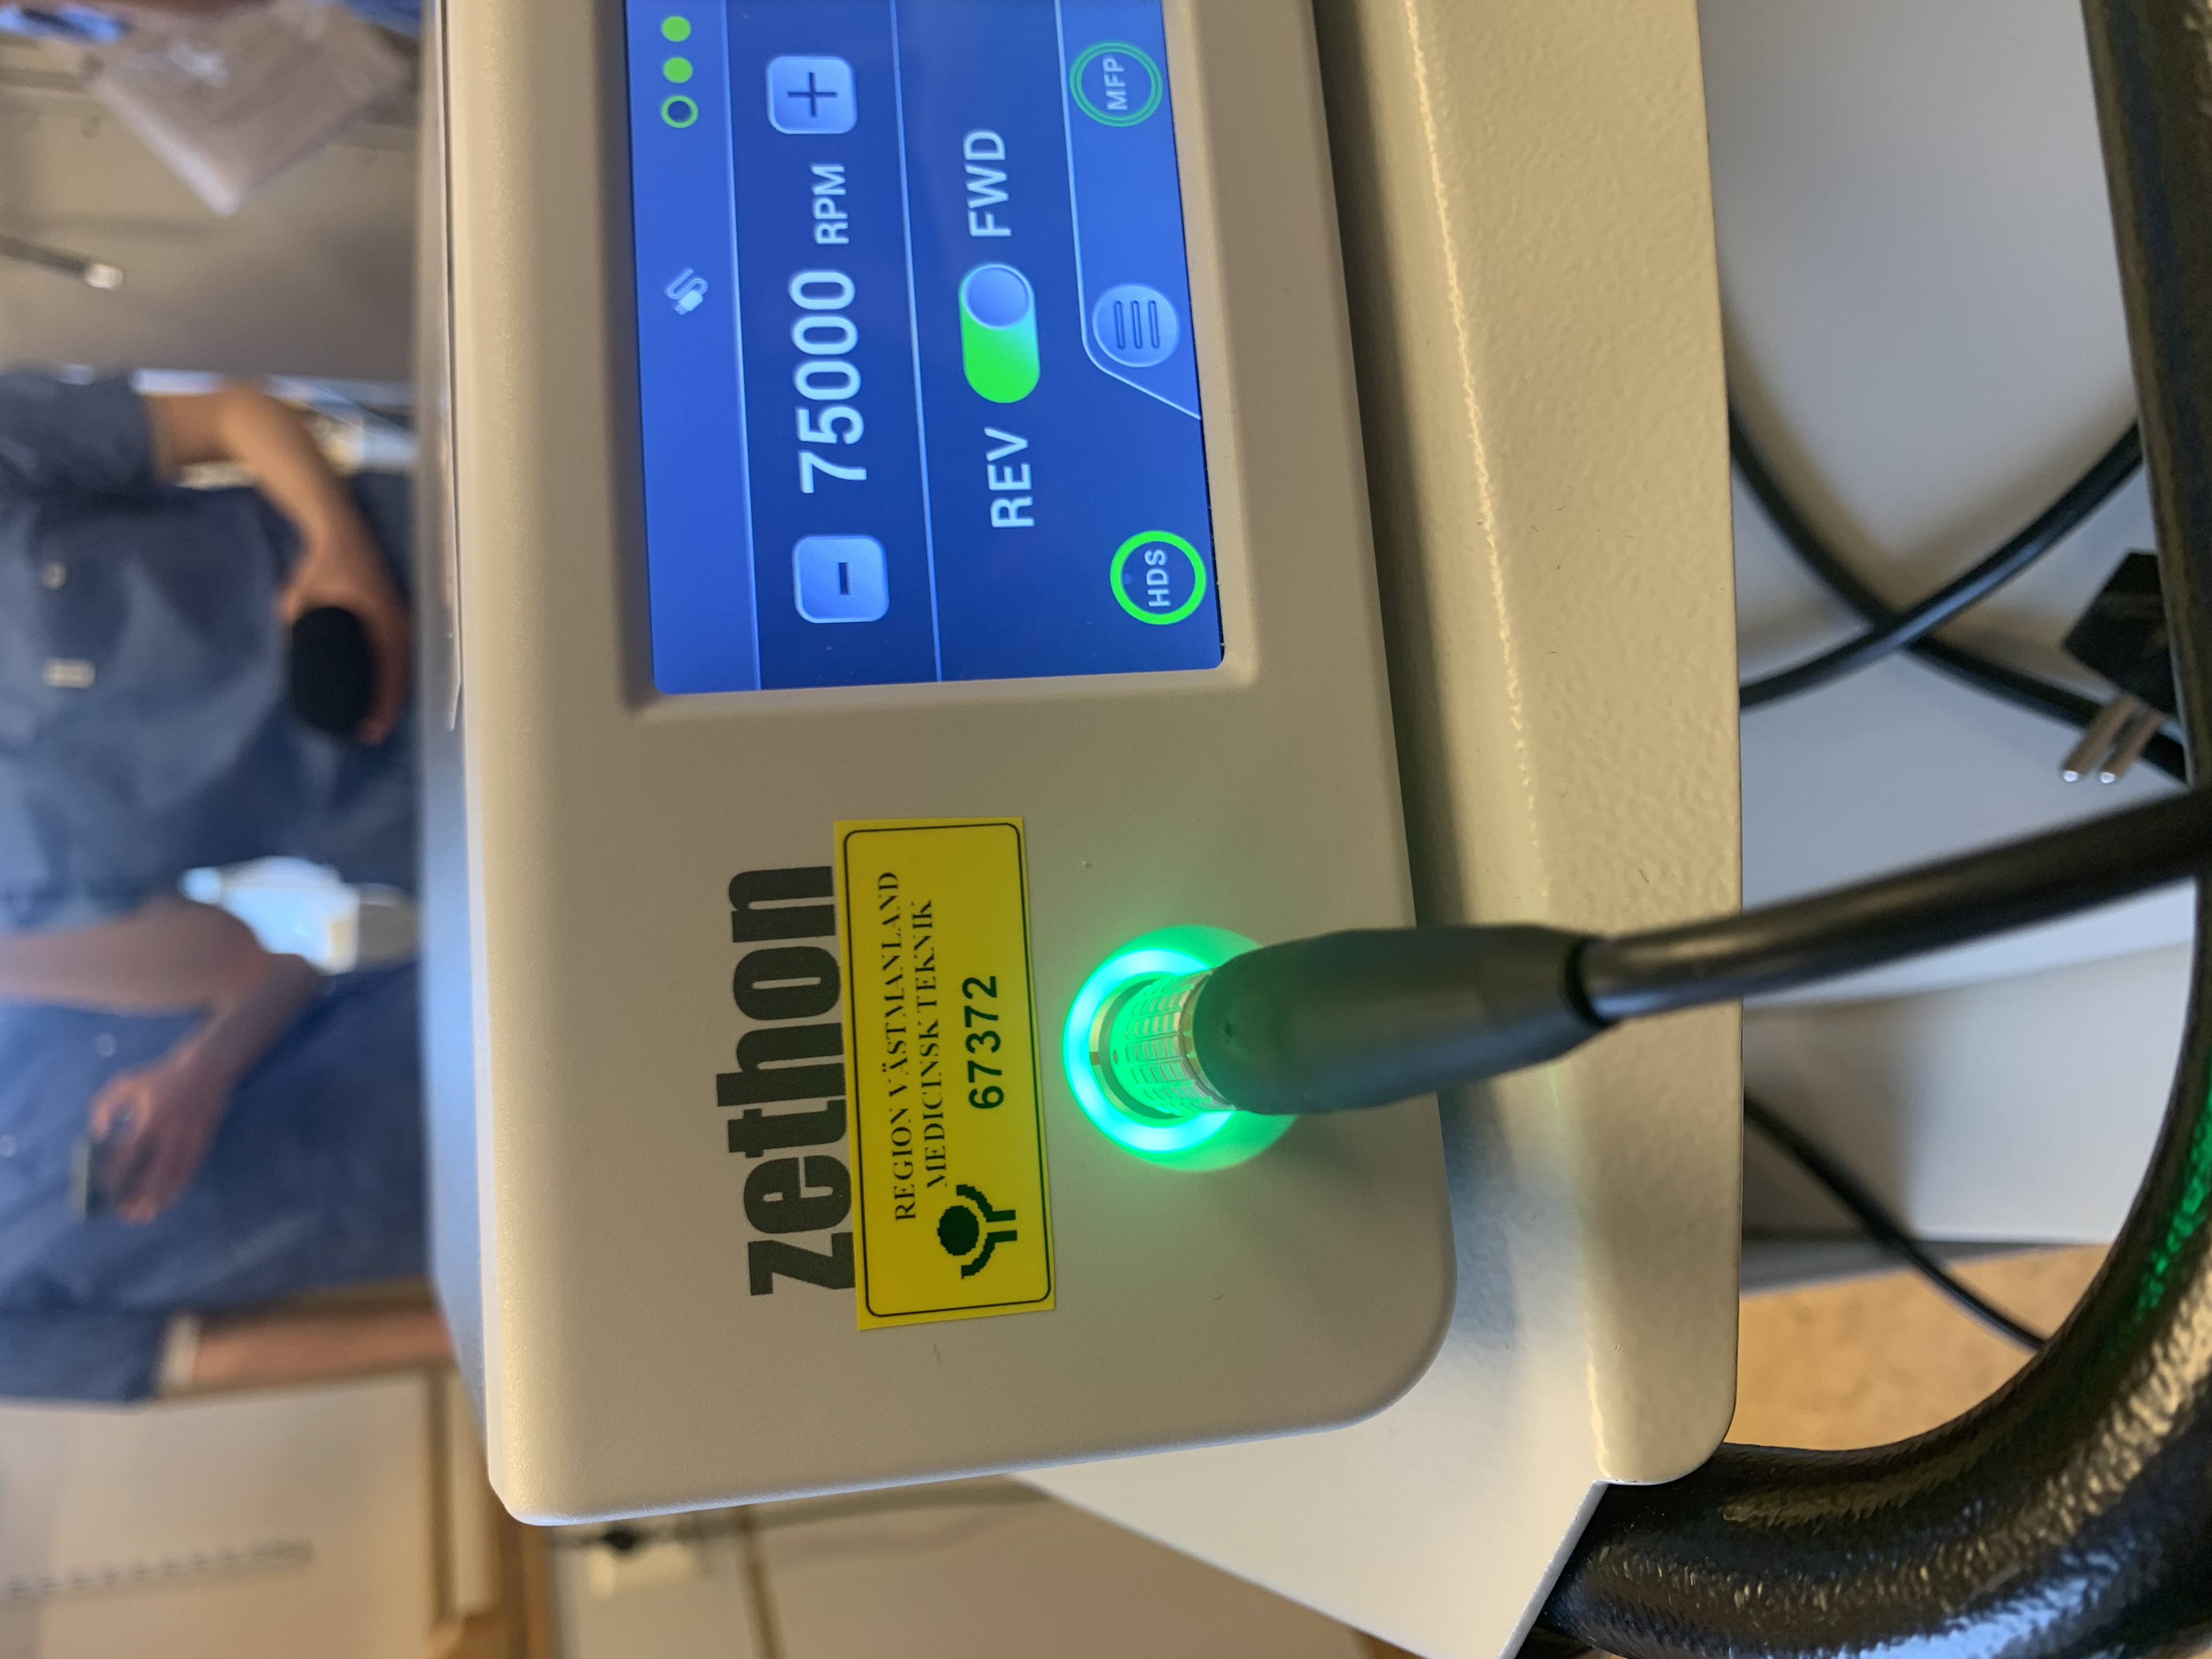 zethon
REGION VÄSTMANLAND
MEDICINSK TEKNIK
67372
- 75000 RPM +
REV FWD
HDS MFP